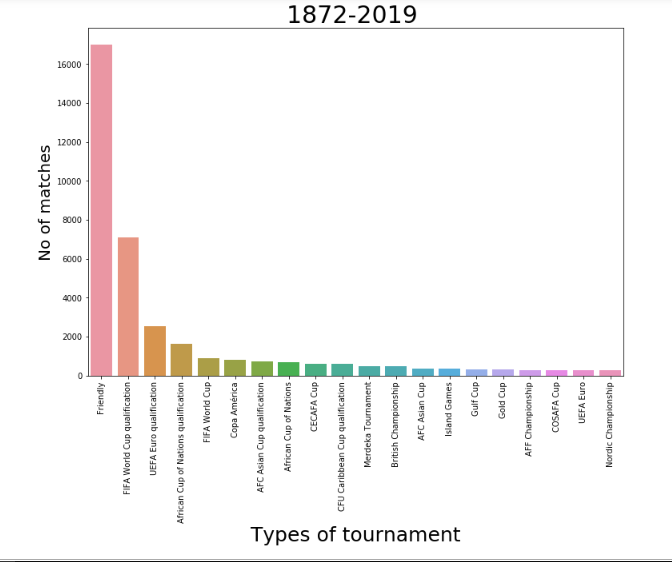 1872-2019
No of matches
16000
14000
12000
10000
8000
6000
4000
2000
0
Friendly
FIFA World Cup qualification
UEFA Euro qualification
African Cup of Nations qualification
FIFA World Cup
Copa América
AFC Asian Cup qualification
African Cup of Nations
CECAFA Cup
CFU Caribbean Cup qualification
Merdeka Tournament
British Championship
AFC Asian Cup
Island Games
Gulf Cup
Gold Cup
AFF Championship
COSAFA Cup
UEFA Euro
Nordic Championship
Types of tournament